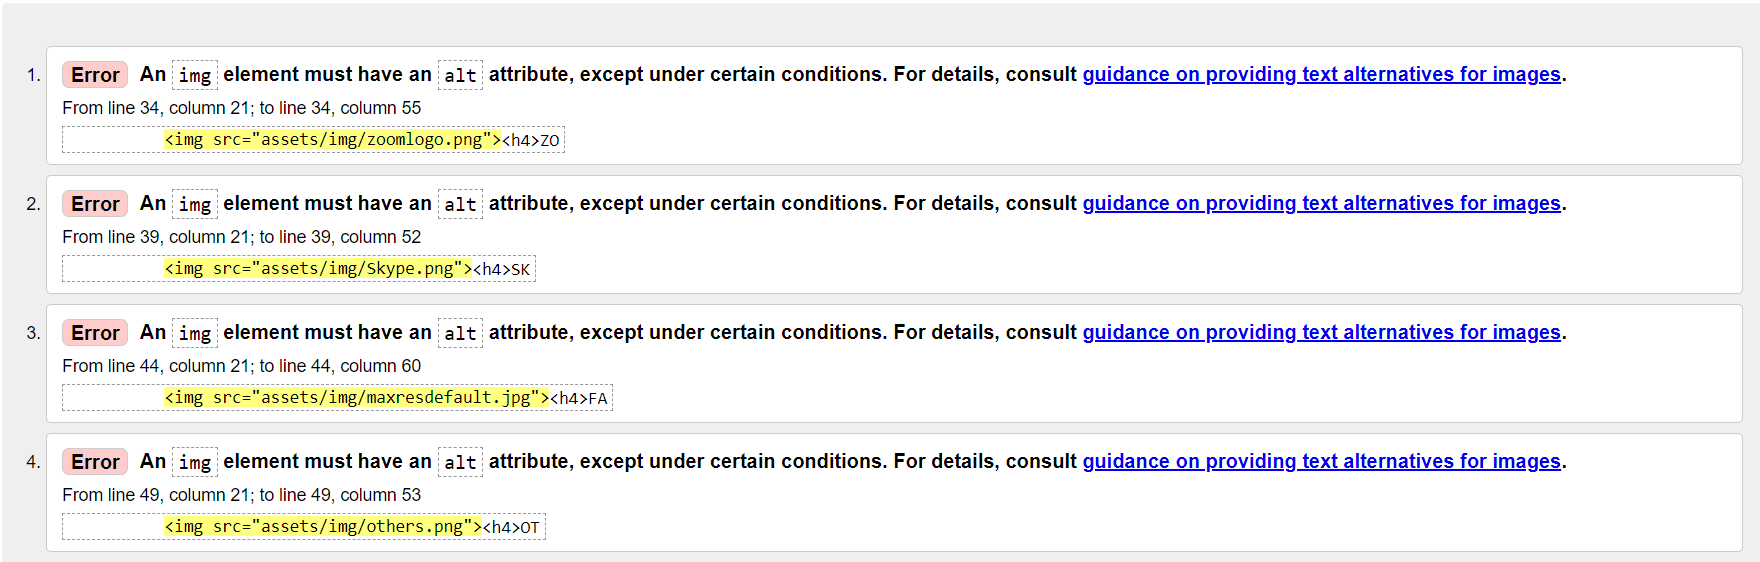 1. Error An img element must have an alt attribute, except under certain conditions. For details, consult guidance on providing text alternatives for images.
From line 34, column 21; to line 34, column 55
<img src="assets/img/zoomlogo.png"><h4>ZO
2. Error An img element must have an alt attribute, except under certain conditions. For details, consult guidance on providing text alternatives for images.
From line 39, column 21; to line 39, column 52
<img src="assets/img/Skype.png"><h4>SK
3. Error An img element must have an alt attribute, except under certain conditions. For details, consult guidance on providing text alternatives for images.
From line 44, column 21; to line 44, column 60
<img src="assets/img/maxresdefault.jpg"><h4>FA
4. Error An img element must have an alt attribute, except under certain conditions. For details, consult guidance on providing text alternatives for images.
From line 49, column 21; to line 49, column 53
<img src="assets/img/others.png"><h4>OT